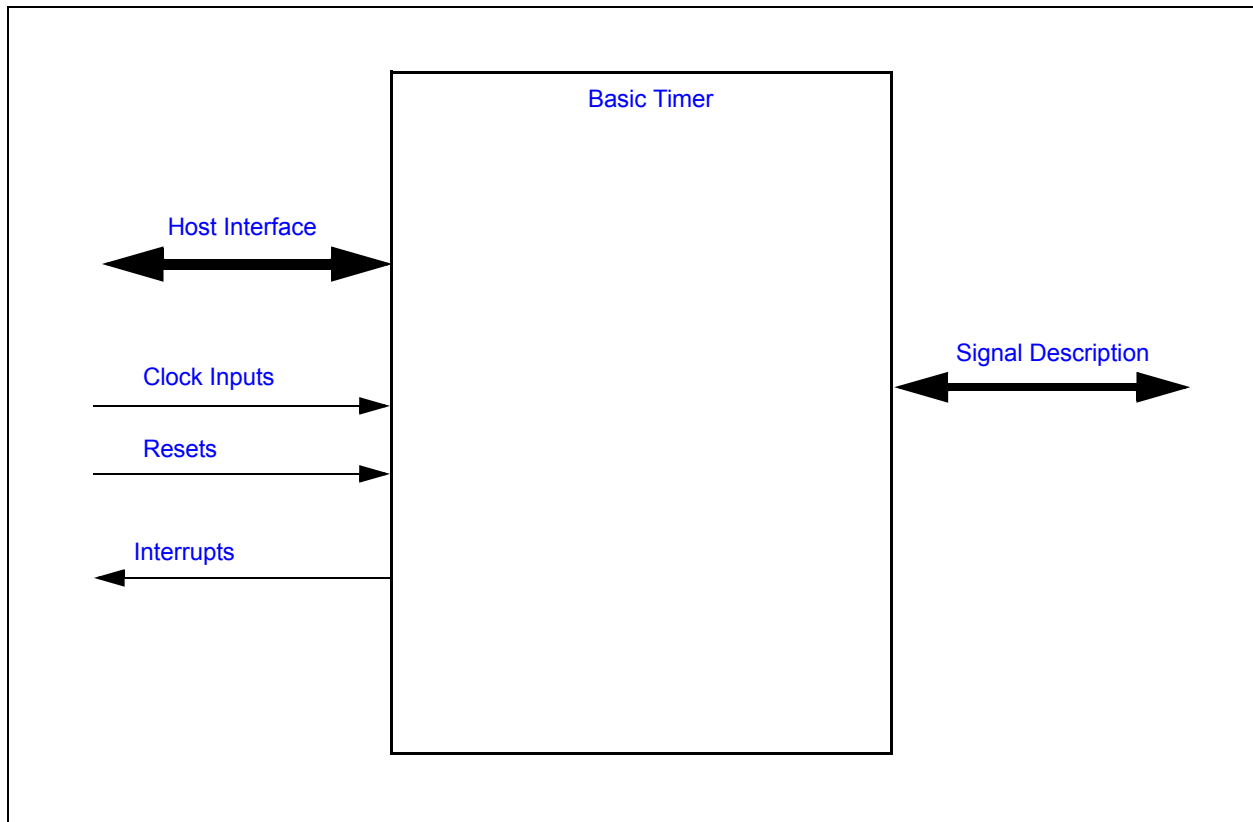 Basic Timer
Host Interface
Signal Description
Clock Inputs
Resets
Interrupts